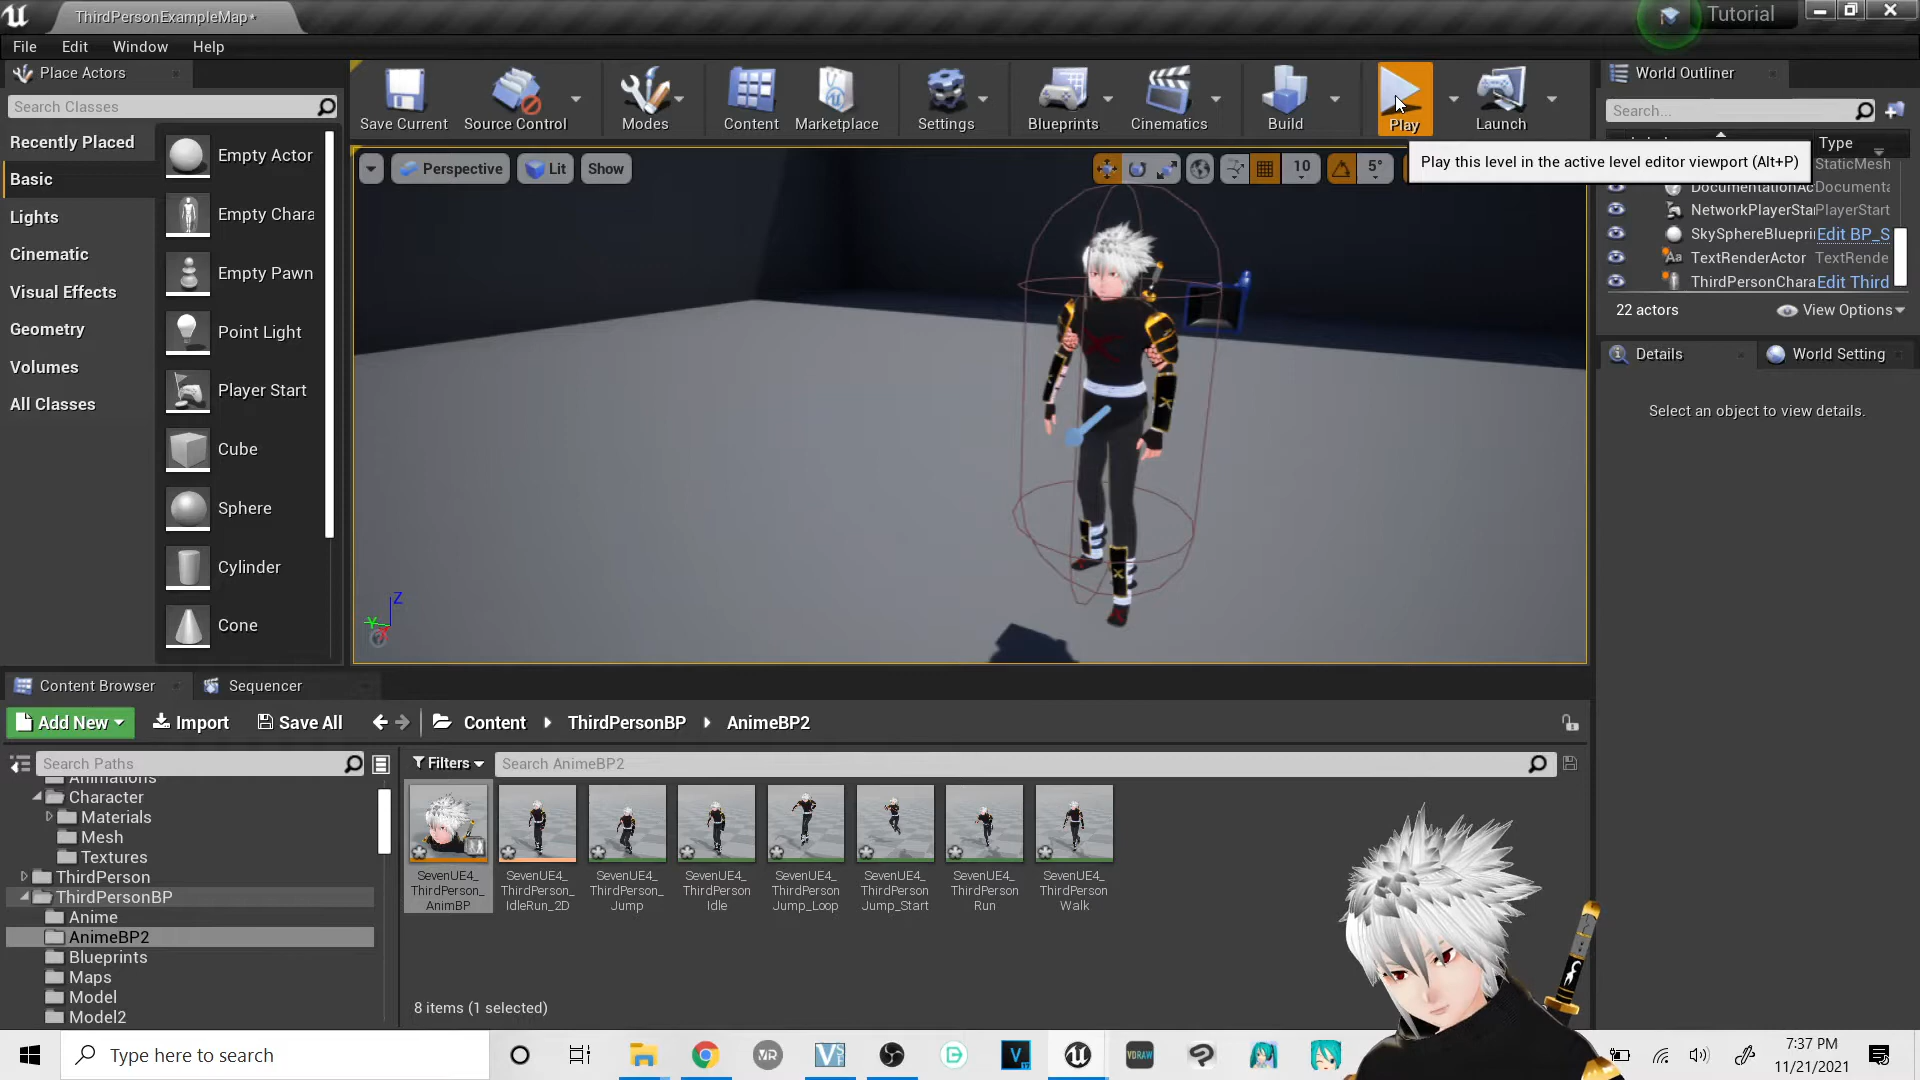 ThirdPersonExampleMap*
Tutorial
File Edit Window Help
Place Actors
Search Classes
Recently Placed
Basic
Lights
Cinematic
Visual Effects
Geometry
Volumes
All Classes
Empty Actor
Empty Chara
Empty Pawn
Point Light
Player Start
Cube
Sphere
Cylinder
Cone
Save Current
Source Control
Modes
Content
Marketplace
Settings
Blueprints
Cinematics
Build
Play
Launch
Perspective
Lit
Show
10
5°
Play this level in the active level editor viewport (Alt+P)
Z
Y
World Outliner
Search...
Type
StaticMesh
DocumentationAc Documenta
NetworkPlayerStar PlayerStart
SkySphereBlueprin Edit BP_S
TextRenderActor TextRende
ThirdPersonChara Edit Third
22 actors
View Options
Details
World Setting
Select an object to view details.
Content Browser
Sequencer
Add New
Import
Save All
Content
ThirdPersonBP
AnimeBP2
Search Paths
Filters
Search AnimeBP2
Animations
Character
Materials
Mesh
Textures
ThirdPerson
ThirdPersonBP
Anime
AnimeBP2
Blueprints
Maps
Model
Model2
SevenUE4_
ThirdPerson_
AnimBP
SevenUE4_
ThirdPerson_
IdleRun_2D
SevenUE4_
ThirdPerson_
Jump
SevenUE4_
ThirdPerson
Idle
SevenUE4_
ThirdPerson
Jump_Loop
SevenUE4_
ThirdPerson
Jump_Start
SevenUE4_
ThirdPerson
Run
SevenUE4_
ThirdPerson
Walk
8 items (1 selected)
Type here to search
VR
VDRAW
7:37 PM
11/21/2021